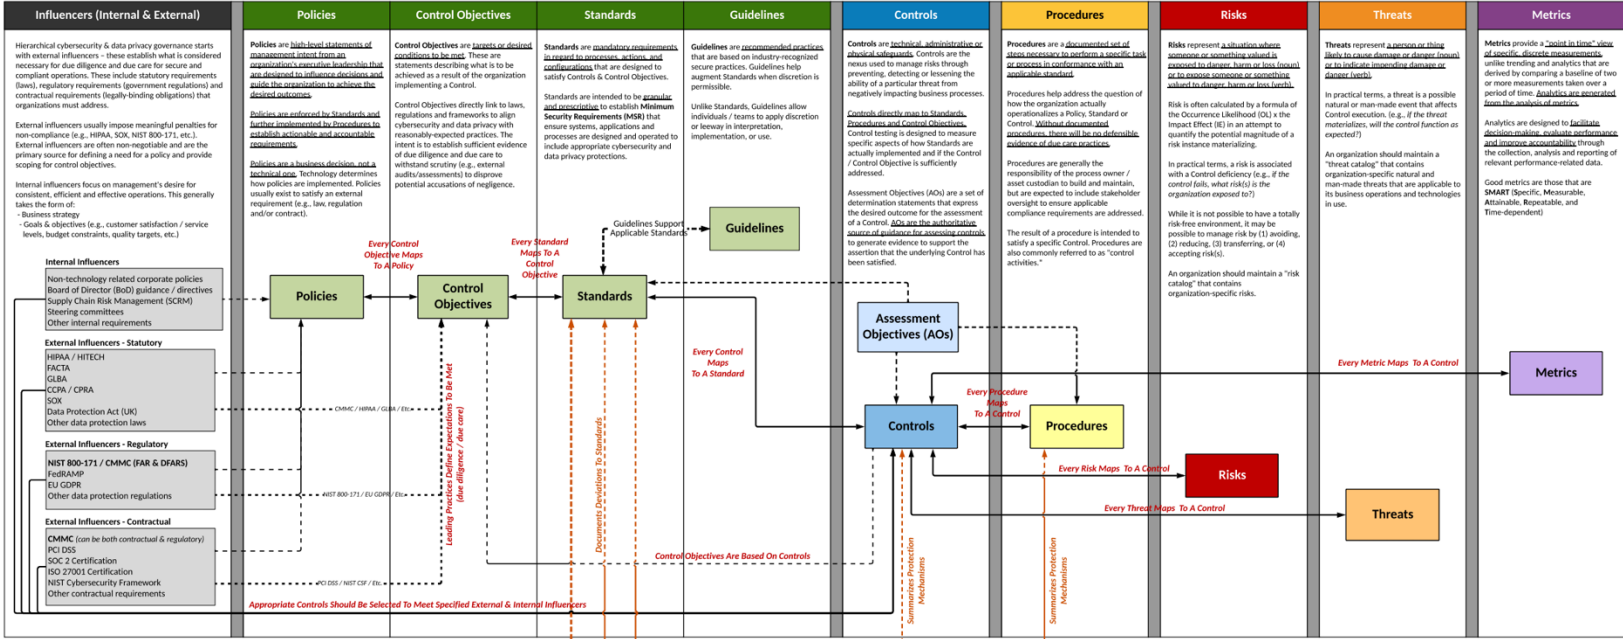 Influencers (Internal & External)
Policies
Control Objectives
Standards
Guidelines
Controls
Procedures
Risks
Threats
Metrics
Hierarchical cybersecurity & data privacy governance starts
with external influencers – these establish what is considered
necessary for due diligence and due care for secure and
compliant operations. These include statutory requirements
(laws), regulatory requirements (government regulations) and
contractual requirements (legally-binding obligations) that
organizations must address.
External influencers usually impose meaningful penalties for
non-compliance (e.g., HIPAA, SOX, NIST 800-171, etc.).
External influencers are often non-negotiable and are the
primary source for defining a need for a policy and provide
scoping for control objectives.
Internal influencers focus on management's desire for
consistent, efficient and effective operations. This generally
takes the form of:
- Business strategy
- Goals & objectives (e.g., customer satisfaction / service
levels, budget constraints, quality targets, etc.)
Policies are high-level statements of
management intent from an
organization's executive leadership that
are designed to influence decisions and
guide the organization to achieve the
desired outcomes.
Policies are enforced by Standards and
further implemented by Procedures to
establish actionable and accountable
requirements.
Policies are a business decision, not a
technical one. Technology determines
how policies are implemented. Policies
usually exist to satisfy an external
requirement (e.g., law, regulation
and/or contract).
Control Objectives are targets or desired
conditions to be met. These are
statements describing what is to be
achieved as a result of the organization
implementing a Control.
Control Objectives directly link to laws,
regulations and frameworks to align
cybersecurity and data privacy with
reasonably-expected practices. The
intent is to establish sufficient evidence
of due diligence and due care to
withstand scrutiny (e.g., external
audits/assessments) to disprove
potential accusations of negligence.
Standards are mandatory requirements
in regard to processes, actions, and
configurations that are designed to
satisfy Controls & Control Objectives.
Standards are intended to be granular
and prescriptive to establish Minimum
Security Requirements (MSR) that
ensure systems, applications and
processes are designed and operated to
include appropriate cybersecurity and
data privacy protections.
Guidelines are recommended practices
that are based on industry-recognized
secure practices. Guidelines help
augment Standards when discretion is
permissible.
Unlike Standards, Guidelines allow
individuals / teams to apply discretion
or leeway in interpretation,
implementation, or use.
Controls are technical, administrative or
physical safeguards. Controls are the
nexus used to manage risks through
preventing, detecting or lessening the
ability of a particular threat from
negatively impacting business processes.
Controls directly map to Standards,
Procedures and Control Objectives.
Control testing is designed to measure
specific aspects of how Standards are
actually implemented and if the Control
/ Control Objective is sufficiently
addressed.
Assessment Objectives (AOs) are a set of
determination statements that express
the desired outcome for the assessment
of a Control. AOs are the authoritative
source of guidance for assessing controls
to generate evidence to support the
assertion that the underlying Control has
been satisfied.
Procedures are a documented set of
steps necessary to perform a specific task
or process in conformance with an
applicable standard.
Procedures help address the question of
how the organization actually
operationalizes a Policy, Standard or
Control. Without documented
procedures, there will be no defensible
evidence of due care practices.
Procedures are generally the
responsibility of the process owner /
asset custodian to build and maintain,
but are expected to include stakeholder
oversight to ensure applicable
compliance requirements are addressed.
The result of a procedure is intended to
satisfy a specific Control. Procedures are
also commonly referred to as "control
activities."
Risks represent a situation where
someone or something valued is
exposed to danger, harm or loss (noun)
or to expose someone or something
valued to danger, harm or loss (verb).
Risk is often calculated by a formula of
the Occurrence Likelihood (OL) x the
Impact Effect (IE) in an attempt to
quantify the potential magnitude of a
risk instance materializing.
In practical terms, a risk is associated
with a Control deficiency (e.g., if the
control fails, what risk(s) is the
organization exposed to?)
While it is not possible to have a totally
risk-free environment, it may be
possible to manage risk by (1) avoiding,
(2) reducing, (3) transferring, or (4)
accepting risk(s).
An organization should maintain a "risk
catalog" that contains
organization-specific risks.
Threats represent a person or thing
likely to cause damage or danger (noun)
or to indicate impending damage or
danger (verb).
In practical terms, a threat is a possible
natural or man-made event that affects
Control execution. (e.g., if the threat
materializes, will the control function as
expected?)
An organization should maintain a
"threat catalog" that contains
organization-specific natural and
man-made threats that are applicable to
its business operations and technologies
in use.
Metrics provide a "point in time" view
of specific, discrete measurements,
unlike trending and analytics that are
derived by comparing a baseline of two
or more measurements taken over a
period of time. Analytics are generated
from the analysis of metrics.
Analytics are designed to facilitate
decision-making, evaluate performance
and improve accountability through
the collection, analysis and reporting of
relevant performance-related data.
Good metrics are those that are
SMART (Specific, Measurable,
Attainable, Repeatable, and
Time-dependent)
Internal Influencers
Non-technology related corporate policies
Board of Director (BoD) guidance / directives
Supply Chain Risk Management (SCRM)
Steering committees
Other internal requirements
External Influencers - Statutory
HIPAA / HITECH
FACTA
GLBA
CCPA / CPRA
SOX
Data Protection Act (UK)
Other data protection laws
External Influencers - Regulatory
NIST 800-171 / CMMC (FAR & DFARS)
FedRAMP
EU GDPR
Other data protection regulations
External Influencers - Contractual
CMMC (can be both contractual & regulatory)
PCI DSS
SOC 2 Certification
ISO 27001 Certification
NIST Cybersecurity Framework
Other contractual requirements
Every Control
Objective Maps
To A Policy
Every Standard
Maps To A
Control
Objective
Guidelines Support
Applicable Standards
Guidelines
Policies
Control
Objectives
Standards
Assessment
Objectives (AOs)
Every Control
Maps
To A Standard
Every Metric Maps To A Control
Metrics
Every Procedure
Maps
To A Control
Controls
Procedures
CMMC / HIPAA / GLBA / Etc.
NIST 800-171 / EU GDPR / Etc.
PCI DSS / NIST CSF / Etc.
Leading Practices Define Expectations To Be Met
(due diligence / due care)
Documents Deviations To Standards
Every Risk Maps To A Control
Risks
Every Threat Maps To A Control
Threats
Control Objectives Are Based On Controls
Summarizes Protection
Mechanisms
Summarizes Protection
Mechanisms
Appropriate Controls Should Be Selected To Meet Specified External & Internal Influencers